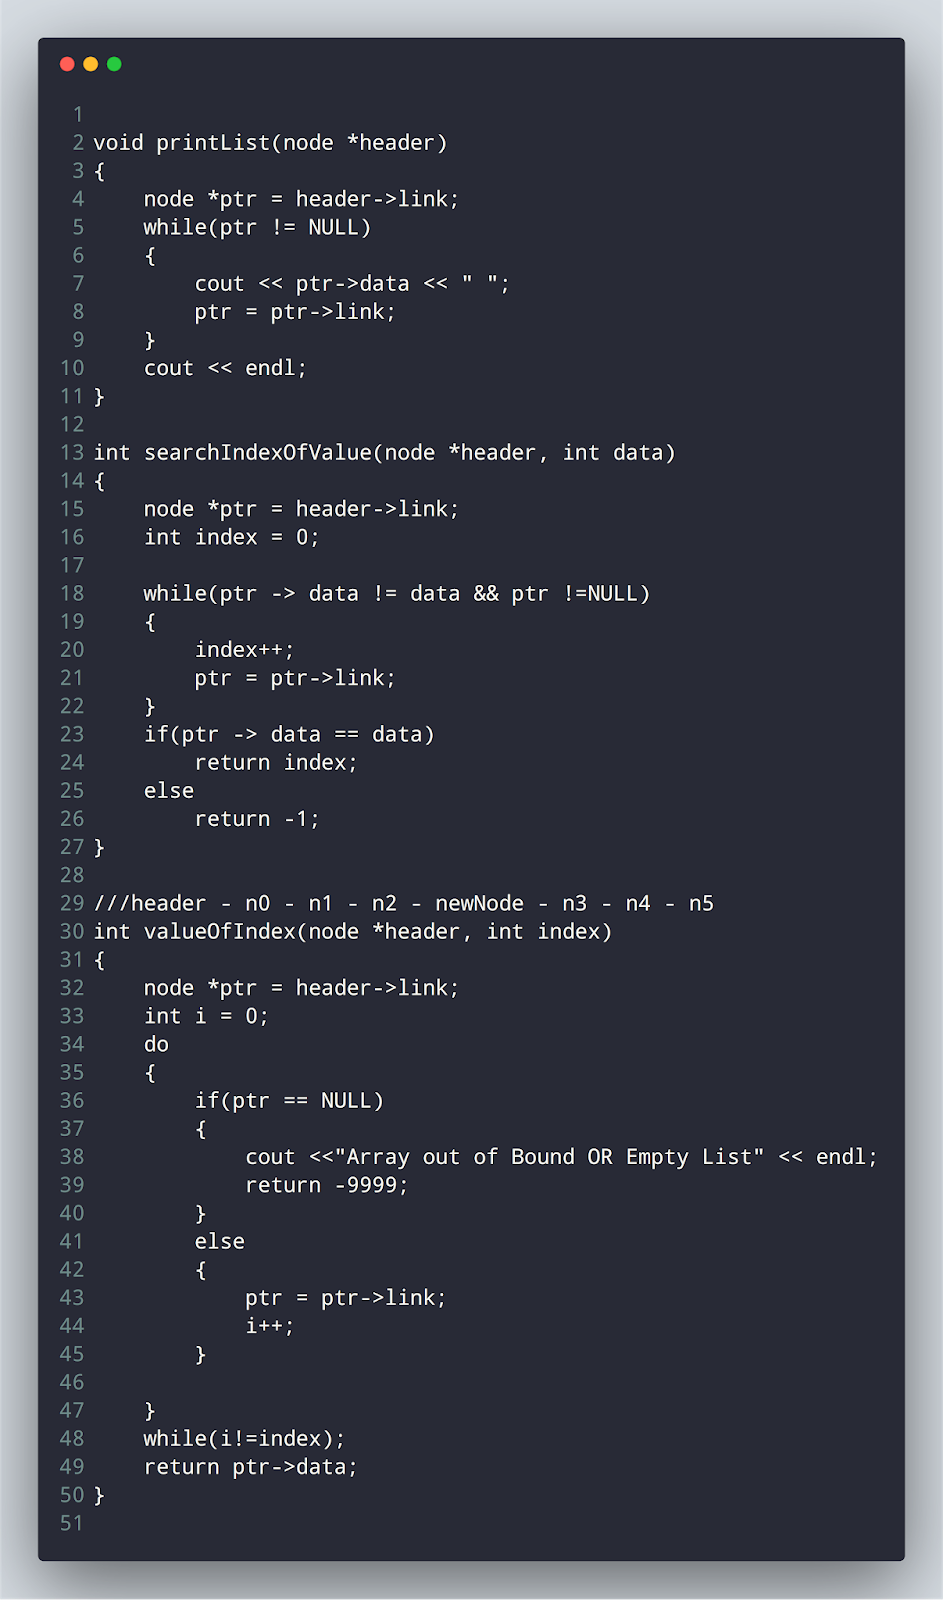 1
2 void printList(node *header)
3 {
4     node *ptr = header->link;
5     while(ptr != NULL)
6     {
7         cout << ptr->data << " ";
8         ptr = ptr->link;
9     }
10     cout << endl;
11 }
12
13 int searchIndexOfValue(node *header, int data)
14 {
15     node *ptr = header->link;
16     int index = 0;
17
18     while(ptr -> data != data && ptr !=NULL)
19     {
20         index++;
21         ptr = ptr->link;
22     }
23     if(ptr -> data == data)
24         return index;
25     else
26         return -1;
27 }
28
29 ///header - n0 - n1 - n2 - newNode - n3 - n4 - n5
30 int valueOfIndex(node *header, int index)
31 {
32     node *ptr = header->link;
33     int i = 0;
34     do
35     {
36         if(ptr == NULL)
37         {
38             cout <<"Array out of Bound OR Empty List" << endl;
39             return -9999;
40         }
41         else
42         {
43             ptr = ptr->link;
44             i++;
45         }
46
47     }
48     while(i!=index);
49     return ptr->data;
50 }
51